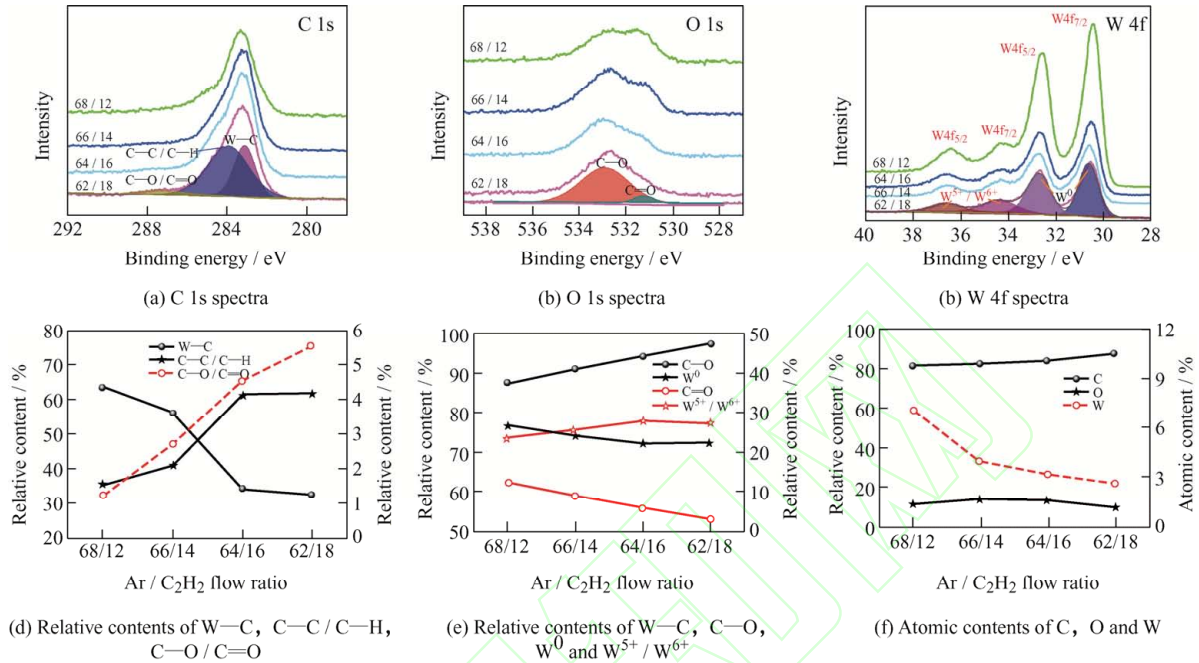 C 1s
68 / 12
66 / 14
W—C
C—C / C—H
64 / 16
C—O / C=O
62 / 18
Intensity
292 288 284 280
Binding energy / eV
(a) C 1s spectra
O 1s
68 / 12
66 / 14
64 / 16
C—O
62 / 18
C=O
Intensity
538 536 534 532 530 528
Binding energy / eV
(b) O 1s spectra
W 4f
W4f7/2
W4f5/2
W4f5/2
W4f7/2
68 / 12
64 / 16
66 / 14
W5+ / W6+
W0
62 / 18
Intensity
40 38 36 34 32 30 28
Binding energy / eV
(b) W 4f spectra
80
70
60
50
40
30
20
6
5
4
3
2
1
0
W—C
C—C / C—H
C—O / C=O
Relative content / %
Relative content / %
68/12 66/14 64/16 62/18
Ar / C2H2 flow ratio
(d) Relative contents of W—C, C—C / C—H,
C—O / C=O
100
90
80
70
60
50
50
40
30
20
10
0
C—O
W0
C=O
W5+ / W6+
Relative content / %
Relative content / %
68/12 66/14 64/16 62/18
Ar / C2H2 flow ratio
(e) Relative contents of W—C, C—O,
W0 and W5+ / W6+
100
80
60
40
20
0
12
9
6
3
0
C
O
W
Relative content / %
Atomic content / %
68/12 66/14 64/16 62/18
Ar / C2H2 flow ratio
(f) Atomic contents of C, O and W